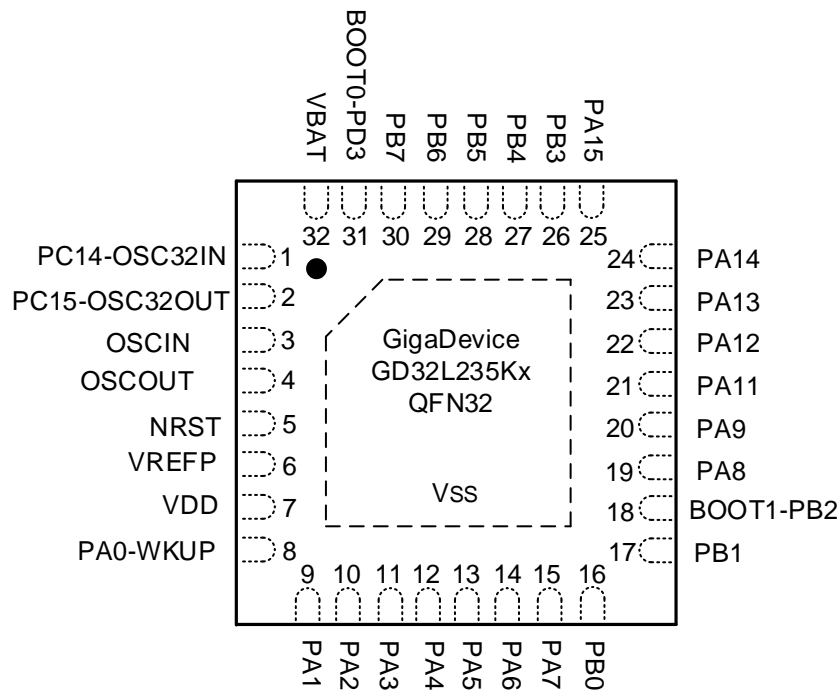 VBAT
BOOT0-PD3
PB7
PB6
PB5
PB4
PB3
PA15
32 31 30 29 28 27 26 25
PC14-OSC32IN 1
PC15-OSC32OUT 2
OSCIN 3
OSCOUT 4
NRST 5
VREFP 6
VDD 7
PA0-WKUP 8
GigaDevice
GD32L235Kx
QFN32
VSS
24 PA14
23 PA13
22 PA12
21 PA11
20 PA9
19 PA8
18 BOOT1-PB2
17 PB1
9 10 11 12 13 14 15 16
PA1
PA2
PA3
PA4
PA5
PA6
PA7
PB0